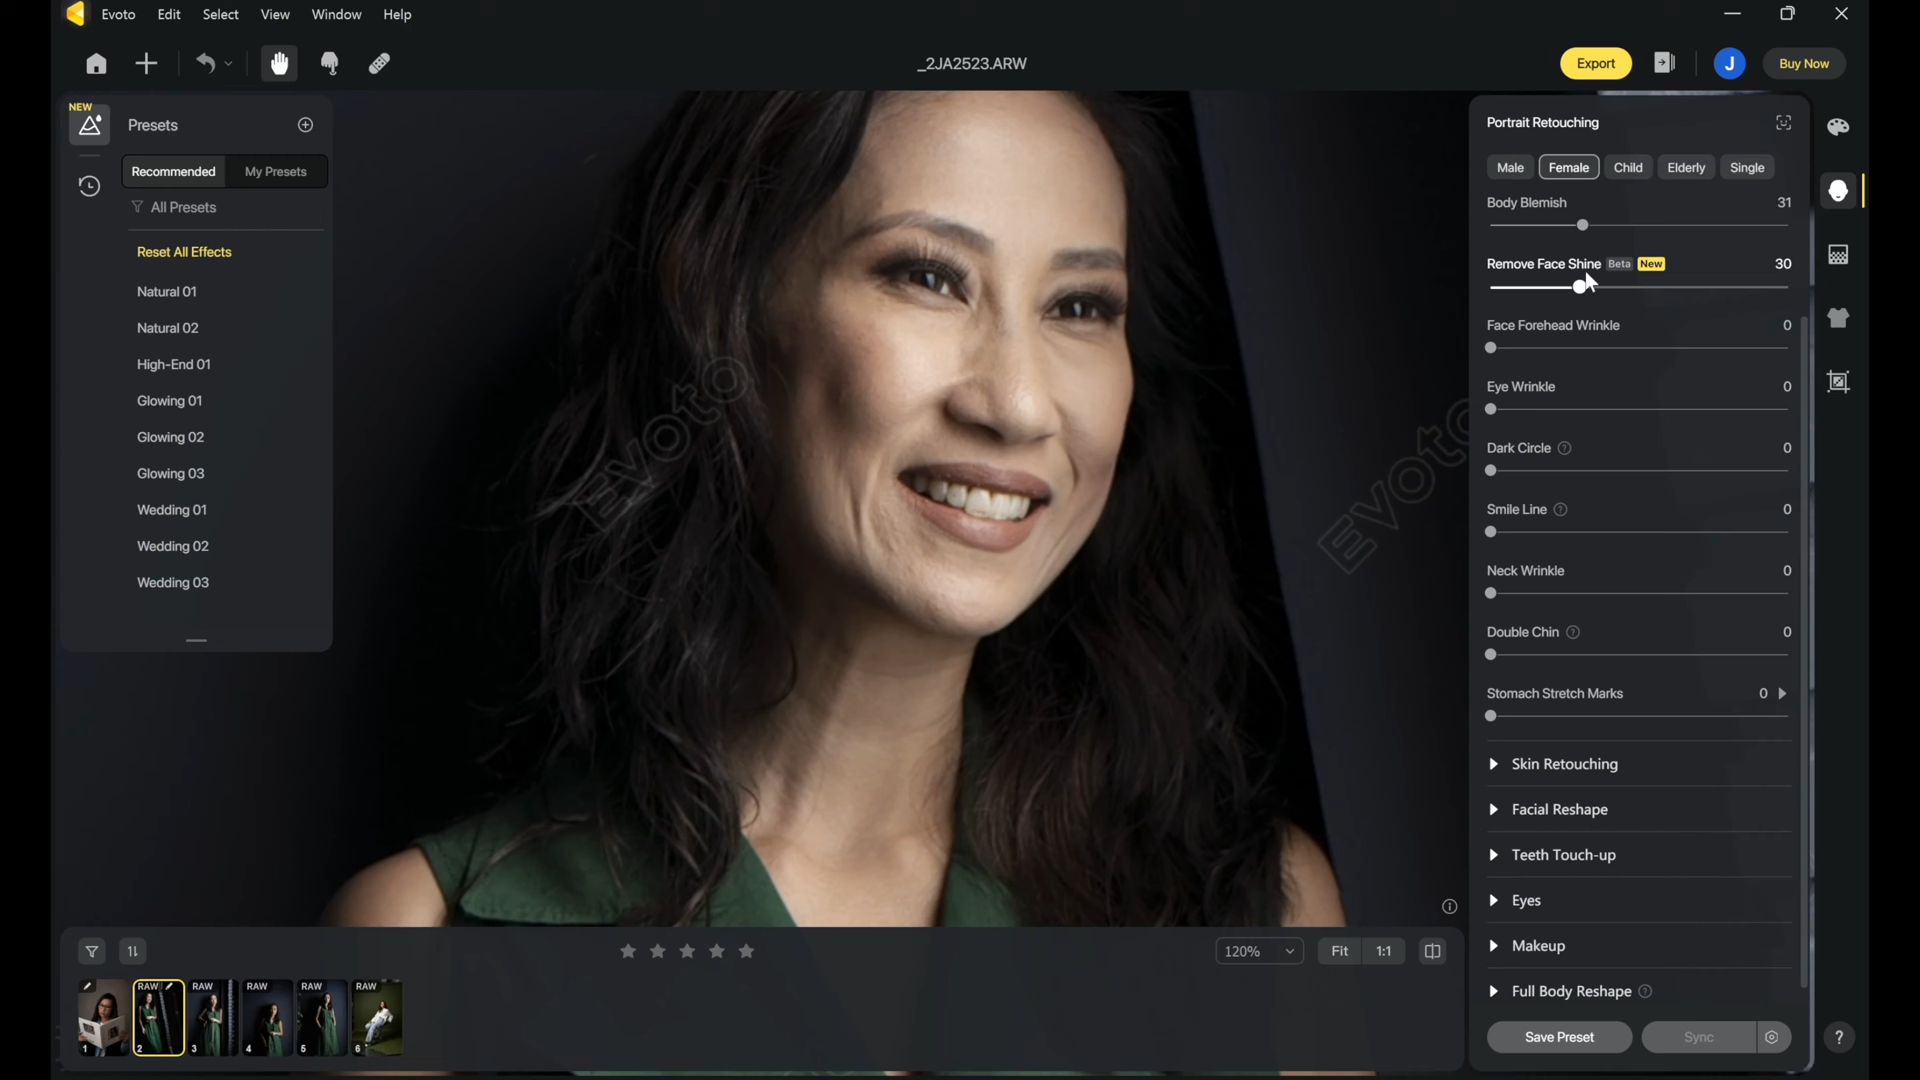 Evoto Edit Select View Window Help
_2JA2523.ARW
Export
J
Buy Now
NEW
Presets
Recommended My Presets
All Presets
Reset All Effects
Natural 01
Natural 02
High-End 01
Glowing 01
Glowing 02
Glowing 03
Wedding 01
Wedding 02
Wedding 03
EVOTO
EVOTO
Portrait Retouching
Male Female Child Elderly Single
Body Blemish 31
Remove Face Shine Beta New 30
Face Forehead Wrinkle 0
Eye Wrinkle 0
Dark Circle ? 0
Smile Line ? 0
Neck Wrinkle 0
Double Chin ? 0
Stomach Stretch Marks 0
Skin Retouching
Facial Reshape
Teeth Touch-up
Eyes
Makeup
Full Body Reshape ?
Save Preset Sync
?
120% Fit 1:1
RAW RAW RAW RAW RAW
1 2 3 4 5 6